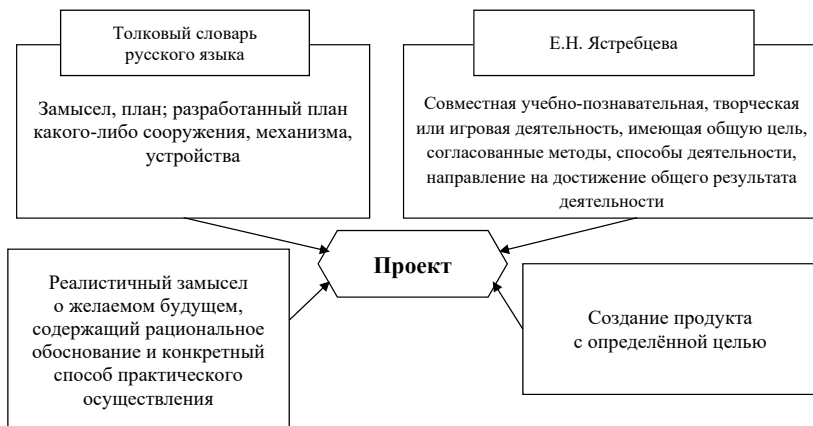 Толковый словарь
русского языка
Замысел, план; разработанный план
какого-либо сооружения, механизма,
устройства
Е.Н. Ястребцева
Совместная учебно-познавательная, творческая
или игровая деятельность, имеющая общую цель,
согласованные методы, способы деятельности,
направление на достижение общего результата
деятельности
Проект
Реалистичный замысел
о желаемом будущем,
содержащий рациональное
обоснование и конкретный
способ практического
осуществления
Создание продукта
с определённой целью